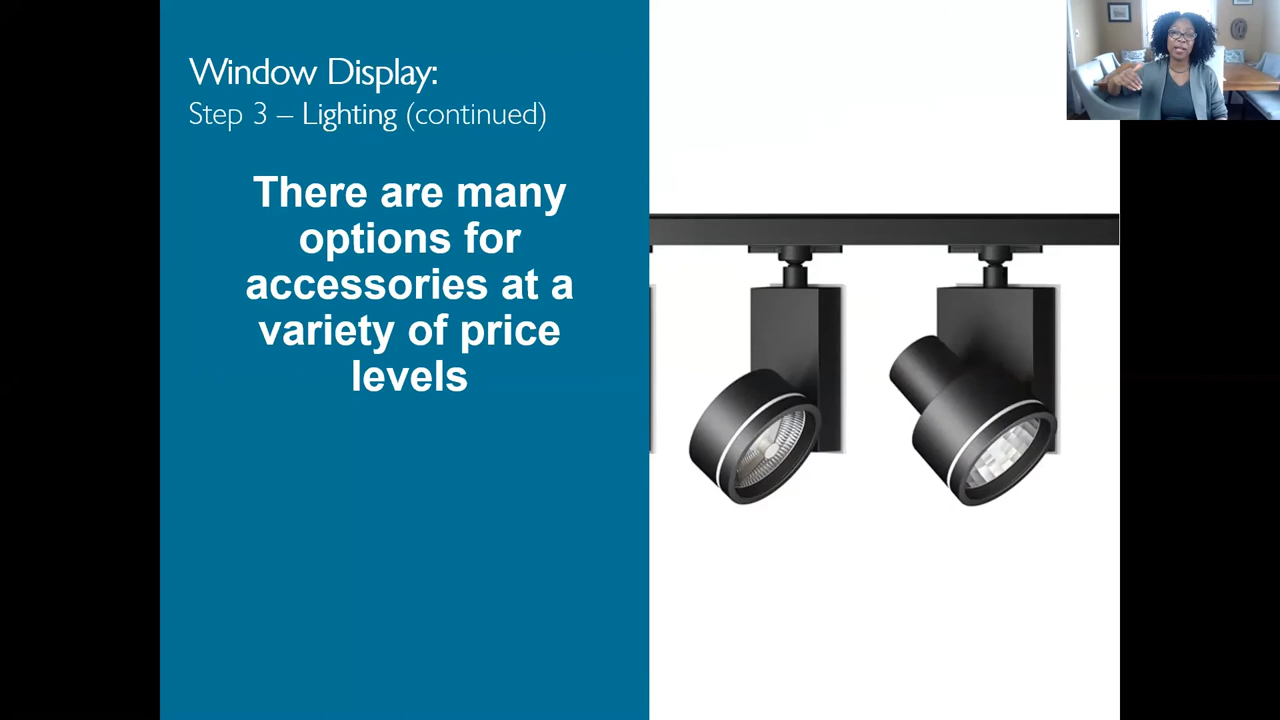 Window Display:
Step 3 – Lighting (continued)
There are many
options for
accessories at a
variety of price
levels